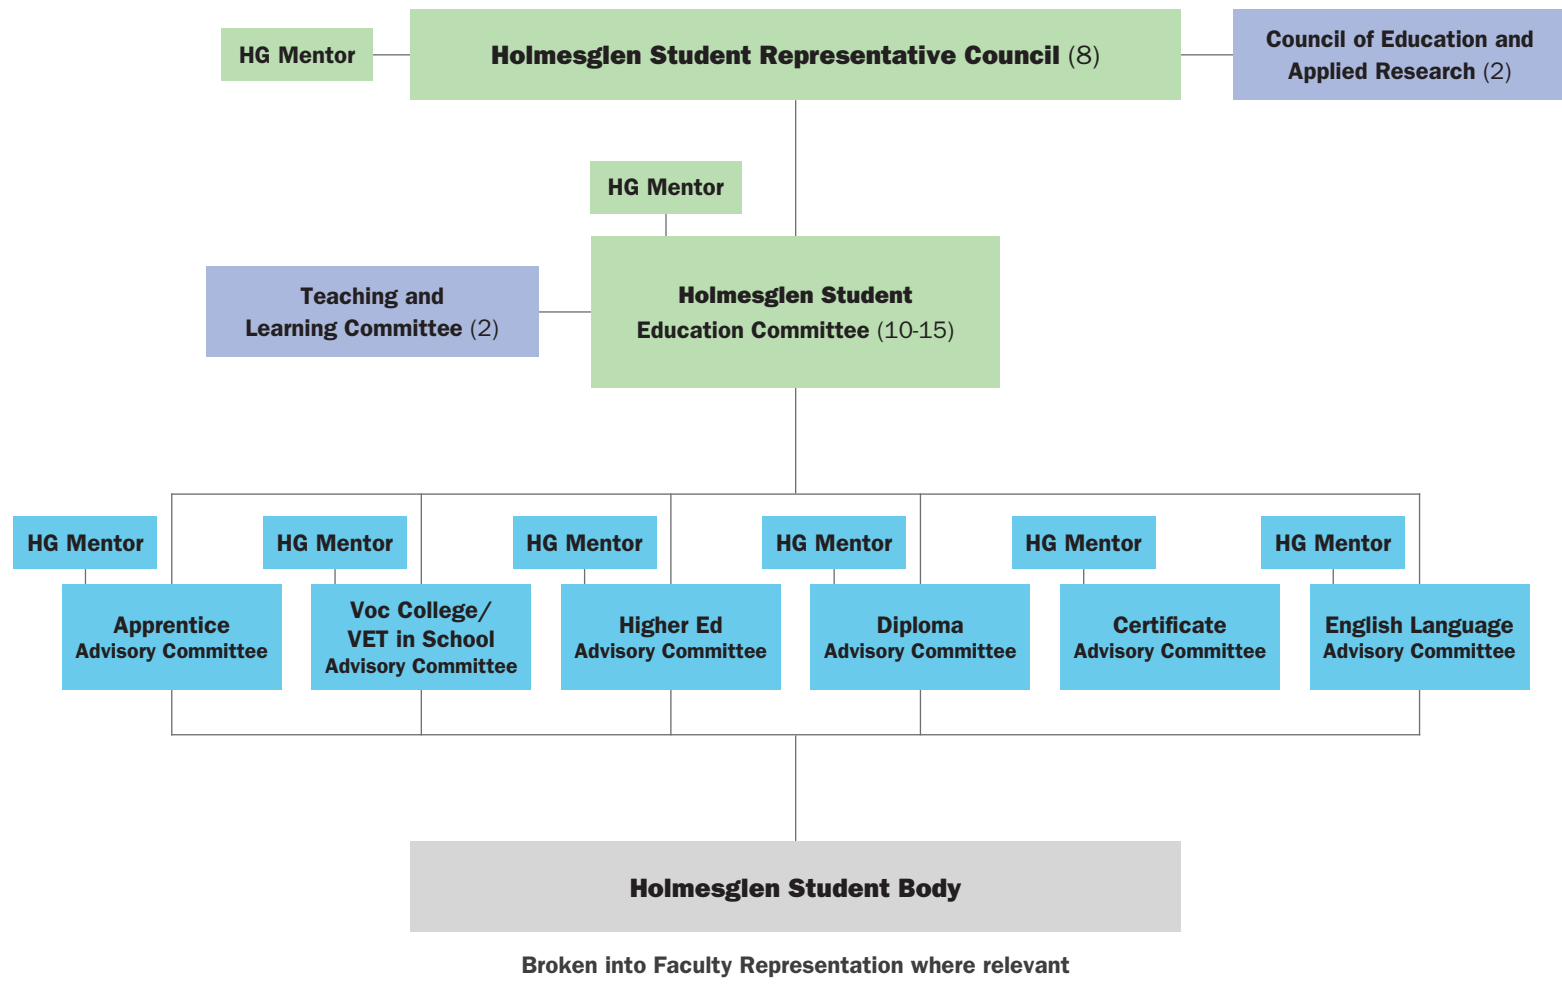 HG Mentor
Holmesglen Student Representative Council (8)
Council of Education and
Applied Research (2)
HG Mentor
Teaching and
Learning Committee (2)
Holmesglen Student
Education Committee (10-15)
HG Mentor
HG Mentor
HG Mentor
HG Mentor
HG Mentor
HG Mentor
Apprentice
Advisory Committee
Voc College/
VET in School
Advisory Committee
Higher Ed
Advisory Committee
Diploma
Advisory Committee
Certificate
Advisory Committee
English Language
Advisory Committee
Holmesglen Student Body
Broken into Faculty Representation where relevant